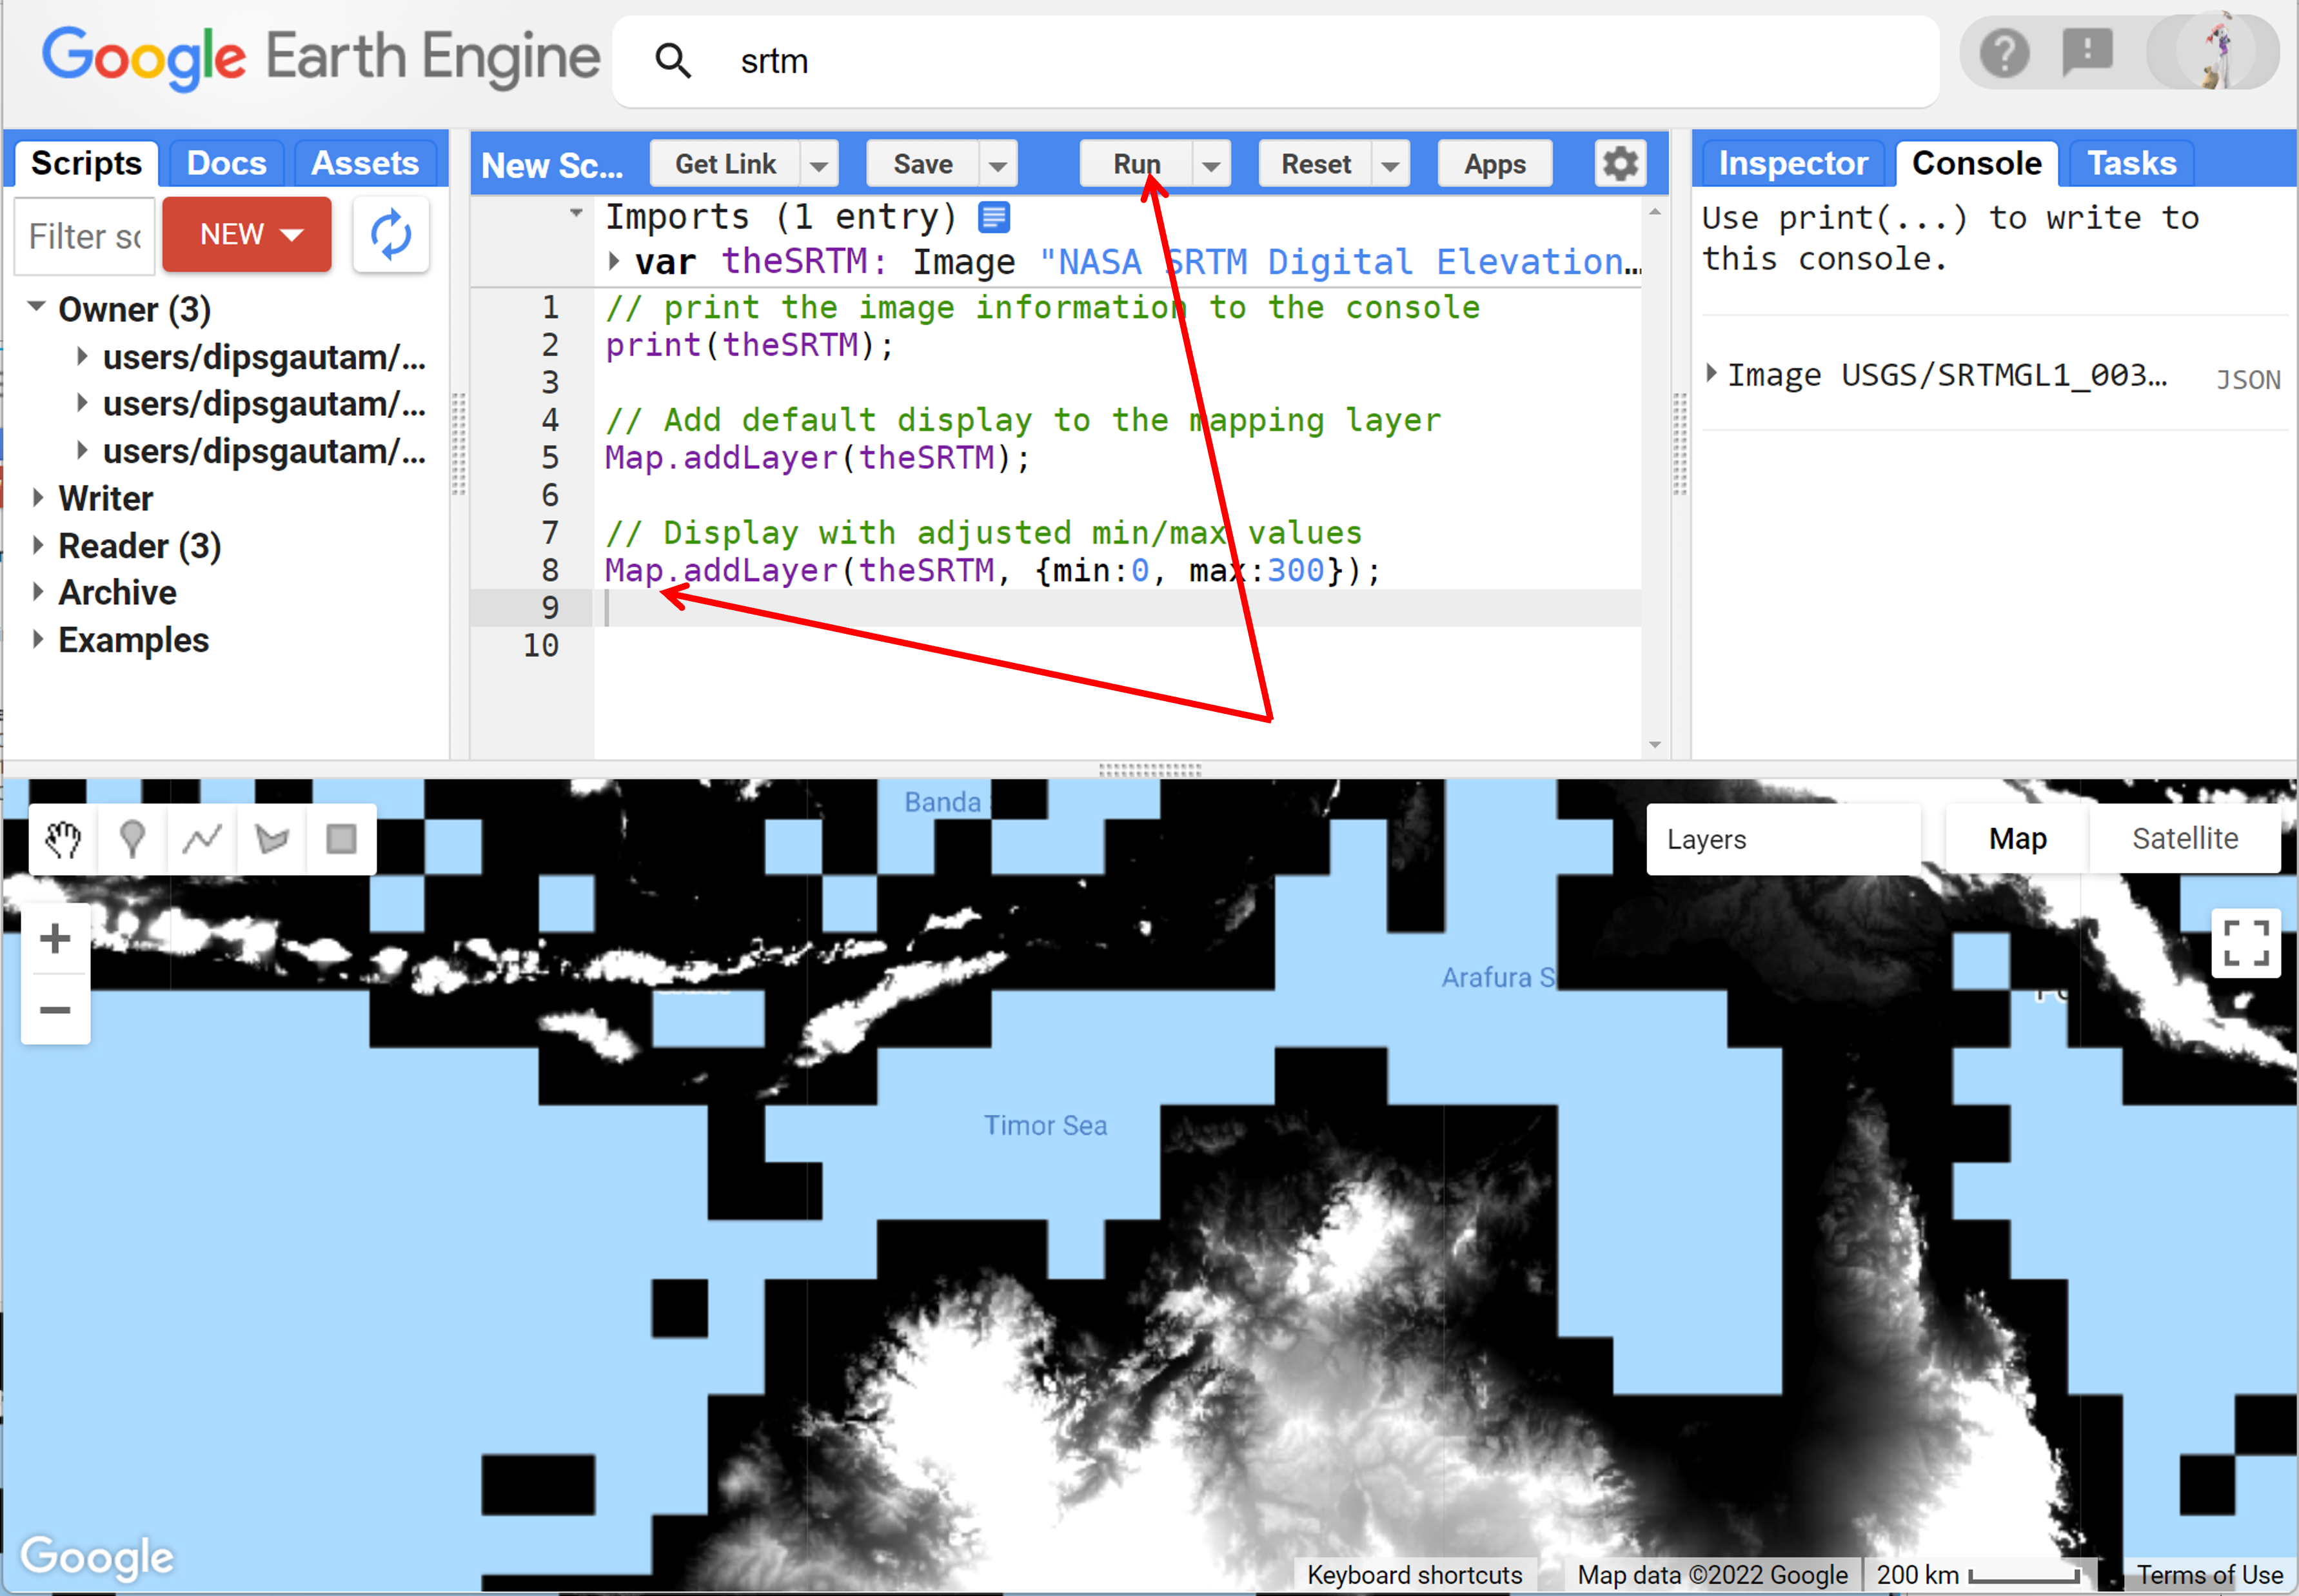 Google Earth Engine
srtm
Scripts Docs Assets
New Sc... Get Link Save Run Reset Apps
Inspector Console Tasks
Filter sc
NEW
Owner (3)
users/dipsgautam/...
users/dipsgautam/...
users/dipsgautam/...
Writer
Reader (3)
Archive
Examples
Imports (1 entry)
var theSRTM: Image "NASA SRTM Digital Elevation…
1 // print the image information to the console
2 print(theSRTM);
3
4 // Add default display to the mapping layer
5 Map.addLayer(theSRTM);
6
7 // Display with adjusted min/max values
8 Map.addLayer(theSRTM, {min:0, max:300});
9
10
Use print(...) to write to
this console.
Image USGS/SRTMGL1_003… JSON
Banda
Layers
Map Satellite
Arafura S
Timor Sea
Google
Keyboard shortcuts Map data ©2022 Google 200 km Terms of Use